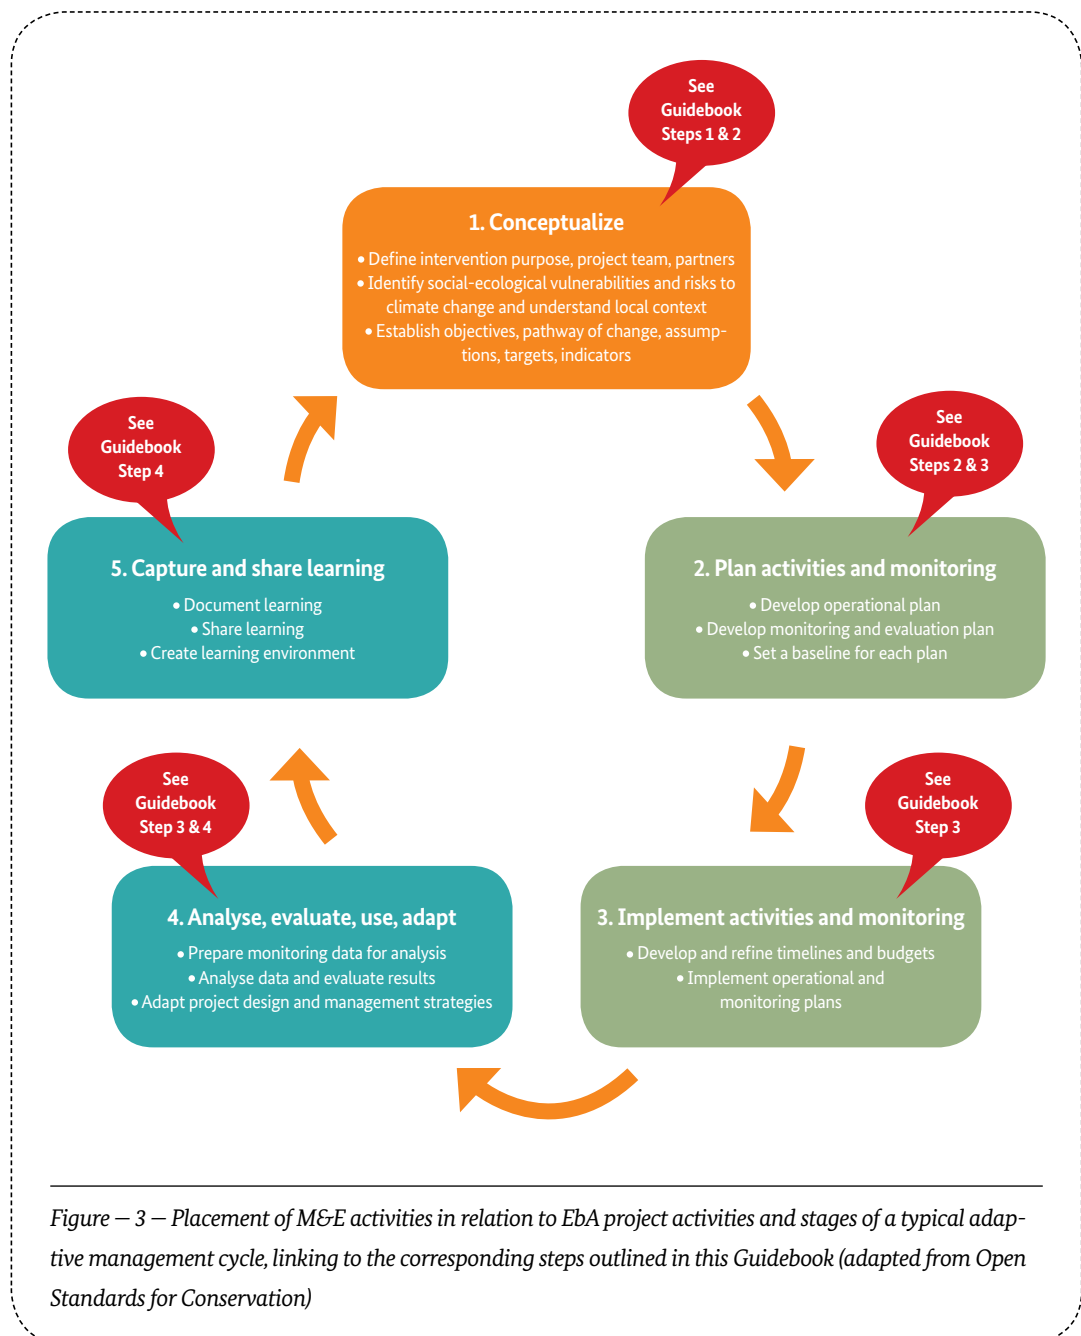 See
Guidebook
Steps 1 & 2
1. Conceptualize
• Define intervention purpose, project team, partners
• Identify social-ecological vulnerabilities and risks to
climate change and understand local context
• Establish objectives, pathway of change, assump-
tions, targets, indicators
See
Guidebook
Steps 2 & 3
2. Plan activities and monitoring
• Develop operational plan
• Develop monitoring and evaluation plan
• Set a baseline for each plan
See
Guidebook
Step 3
3. Implement activities and monitoring
• Develop and refine timelines and budgets
• Implement operational and
monitoring plans
See
Guidebook
Step 3 & 4
4. Analyse, evaluate, use, adapt
• Prepare monitoring data for analysis
• Analyse data and evaluate results
• Adapt project design and management strategies
See
Guidebook
Step 4
5. Capture and share learning
• Document learning
• Share learning
• Create learning environment
Figure – 3 – Placement of M&E activities in relation to EbA project activities and stages of a typical adap-
tive management cycle, linking to the corresponding steps outlined in this Guidebook (adapted from Open
Standards for Conservation)